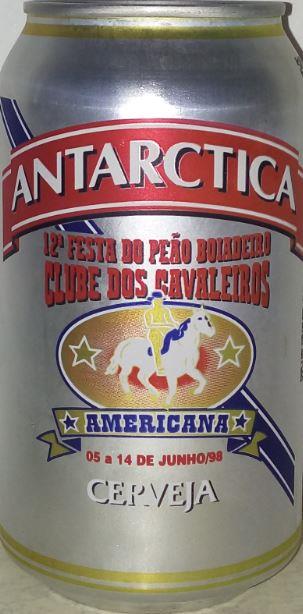 ANTARCTICA
12ª FESTA DO PEÃO BOIADEIRO
CLUBE DOS CAVALEIROS
AMERICANA
05 a 14 DE JUNHO/98
CERVEJA